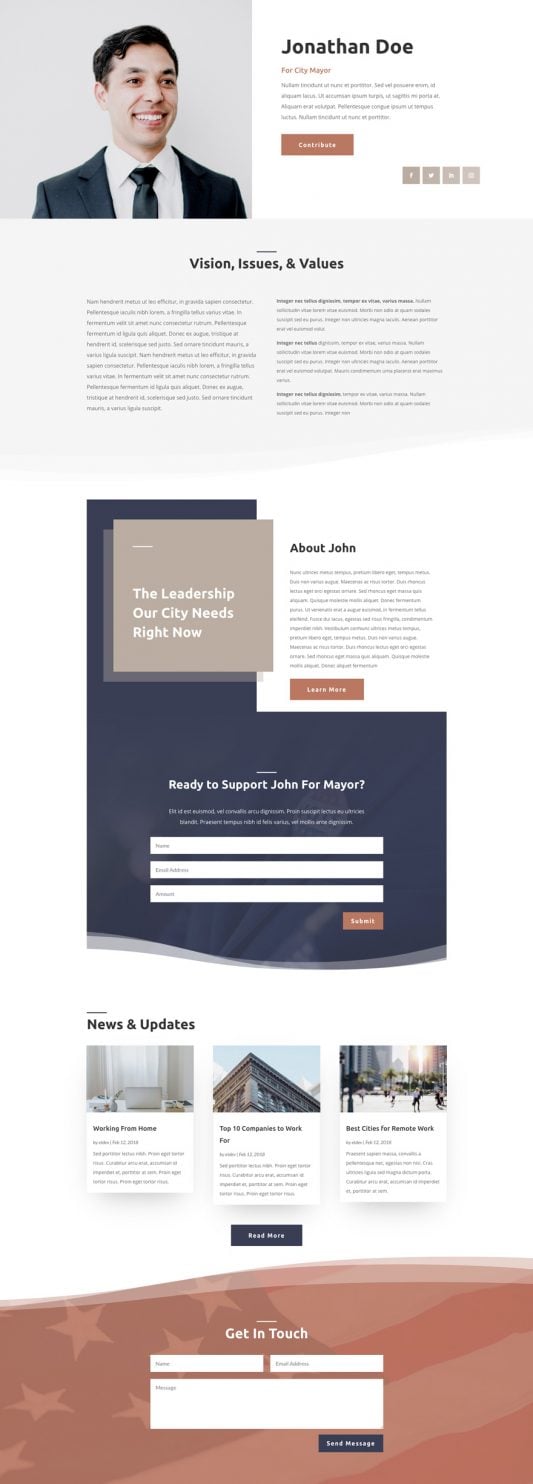 Jonathan Doe
For City Mayor
Nullam tincidunt ut nunc et porttitor. Sed vel posuere enim, id
aliquam lacus. Ut accumsan ipsum turpis, ut sagittis mi porta at.
Aliquam erat volutpat. Pellentesque congue ipsum ut tempus
luctus. Nullam tincidunt ut nunc et porttitor.
Contribute
Vision, Issues, & Values
Nam hendrerit metus ut leo efficitur, in gravida sapien consectetur.
Pellentesque iaculis nibh lorem, a fringilla tellus varius vitae. In
fermentum velit sit amet nunc consectetur rutrum. Pellentesque
fermentum id ligula quis aliquet. Donec ex augue, tristique at
hendrerit id, scelerisque sed justo. Sed ornare tincidunt mauris, a
varius ligula suscipit. Nam hendrerit metus ut leo efficitur, in gravida
sapien consectetur. Pellentesque iaculis nibh lorem, a fringilla tellus
varius vitae. In fermentum velit sit amet nunc consectetur rutrum.
Pellentesque fermentum id ligula quis aliquet. Donec ex augue,
tristique at hendrerit id, scelerisque sed justo. Sed ornare tincidunt
mauris, a varius ligula suscipit.
Integer nec tellus dignissim, tempor ex vitae, varius massa. Nullam
sollicitudin vitae lorem vitae euismod. Morbi non odio at quam sodales
suscipit sed eu purus. Integer non ultricies magna iaculis. Aenean porttitor
erat vel euismod volut
Integer nec tellus dignissim, tempor ex vitae, varius massa. Nullam
sollicitudin vitae lorem vitae euismod. Morbi non odio at quam sodales
suscipit sed eu purus. Integer non ultricies magna iaculis. Aenean porttitor
erat vel euismod volutpat. Mauris condimentum urna placerat erat maximus
varius.
Integer nec tellus dignissim, tempor ex vitae, varius massa. Nullam
sollicitudin vitae lorem vitae euismod. Morbi non odio at quam sodales
suscipit sed eu purus. Integer non
The Leadership
Our City Needs
Right Now
About John
Nunc ultrices metus tempus, pretium libero eget, tempus metus.
Duis non varius augue. Maecenas ac risus tortor. Duis rhoncus
lectus eget orci egestas ornare. Sed rhoncus eget massa quis
aliquam. Quisque molestie mollis aliquet. Donec fermentum
purus. Ut venenatis erat a augue euismod, in fermentum tellus
eleifend. Fusce dui lacus, egestas sed risus fringilla, condimentum
imperdiet nibh. Vestibulum ultrices metus tempus,
pretium libero eget, tempus metus. Duis non varius augue.
Maecenas ac risus tortor. Duis rhoncus lectus eget orci egestas
ornare. Sed rhoncus eget massa quis aliquam. Quisque molestie
mollis aliquet. Donec aliquet fermentum
Learn More
Ready to Support John For Mayor?
Elit id est euismod, vel convallis arcu dignissim. Proin suscipit lectus eu ultricies
blandit. Praesent tempus nibh id felis varius, vel mollis ante dignissim.
Name
Email Address
Amount
Submit
News & Updates
Working From Home
by eldev | Feb 12, 2018
Sed porttitor lectus nibh. Proin eget tortor
risus. Curabitur arcu erat, accumsan id
imperdiet et, porttitor at sem. Proin eget
tortor risus. Proin eget tortor risus.
Top 10 Companies to Work
For
by eldev | Feb 12, 2018
Sed porttitor lectus nibh. Proin eget tortor
risus. Curabitur arcu erat, accumsan id
imperdiet et, porttitor at sem. Proin eget
tortor risus. Proin eget tortor risus.
Best Cities for Remote Work
by eldev | Feb 12, 2018
Praesent sapien massa, convallis a
pellentesque nec, egestas non nisi. Cras
ultricies ligula sed magna dictum porta.
Curabitur arcu erat, accumsan id imperdiet
et, porttitor at sem.
Read More
Get In Touch
Name
Email Address
Message
Send Message